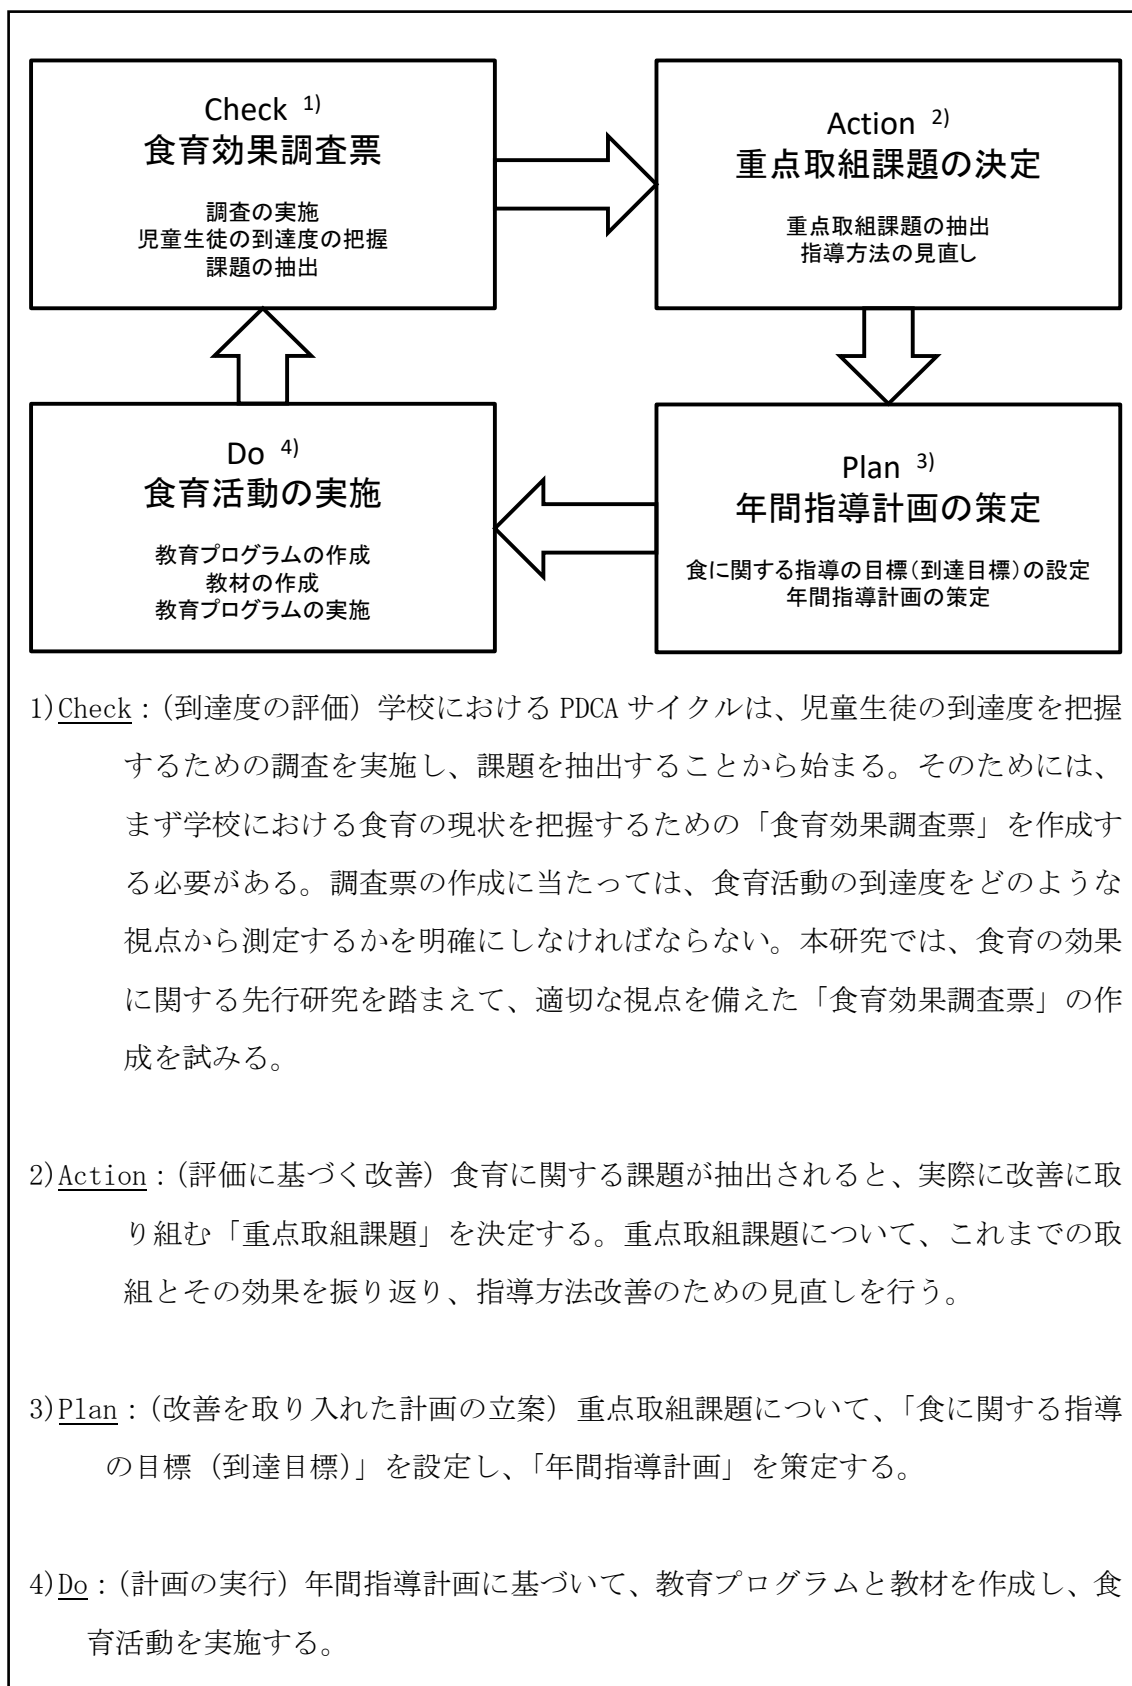 Check 1)
食育効果調査票
調査の実施
児童生徒の到達度の把握
課題の抽出
Action 2)
重点取組課題の決定
重点取組課題の抽出
指導方法の見直し
Do 4)
食育活動の実施
教育プログラムの作成
教材の作成
教育プログラムの実施
Plan 3)
年間指導計画の策定
食に関する指導の目標(到達目標)の設定
年間指導計画の策定
1)Check:(到達度の評価)学校における PDCA サイクルは、児童生徒の到達度を把握
するための調査を実施し、課題を抽出することから始まる。そのためには、
まず学校における食育の現状を把握するための「食育効果調査票」を作成す
る必要がある。調査票の作成に当たっては、食育活動の到達度をどのような
視点から測定するかを明確にしなければならない。本研究では、食育の効果
に関する先行研究を踏まえて、適切な視点を備えた「食育効果調査票」の作
成を試みる。
2)Action:(評価に基づく改善)食育に関する課題が抽出されると、実際に改善に取
り組む「重点取組課題」を決定する。重点取組課題について、これまでの取
組とその効果を振り返り、指導方法改善のための見直しを行う。
3)Plan:(改善を取り入れた計画の立案)重点取組課題について、「食に関する指導
の目標(到達目標)」を設定し、「年間指導計画」を策定する。
4)Do:(計画の実行)年間指導計画に基づいて、教育プログラムと教材を作成し、食
育活動を実施する。